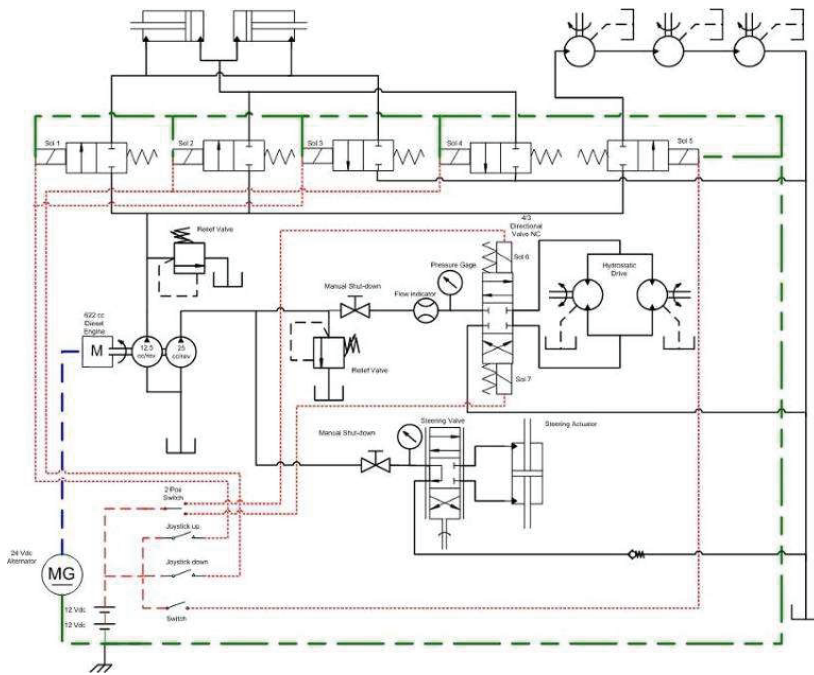 Sol 1
Sol 2
Sol 3
Sol 4
Sol 5
Relief Valve
4/3
Directional
Valve NC
Sol 6
Pressure Gage
Manual Shut-down
Flow Indicator
Hydrostatic
Drive
622 cc
Diesel
Engine
M
12.5
cc/rev
25
cc/rev
Relief Valve
Sol 7
Steering Valve
Steering Actuator
Manual Shut-down
2 Pos
Switch
Joystick up
24 Vdc
Alternator
Joystick down
MG
12 Vdc
12 Vdc
Switch